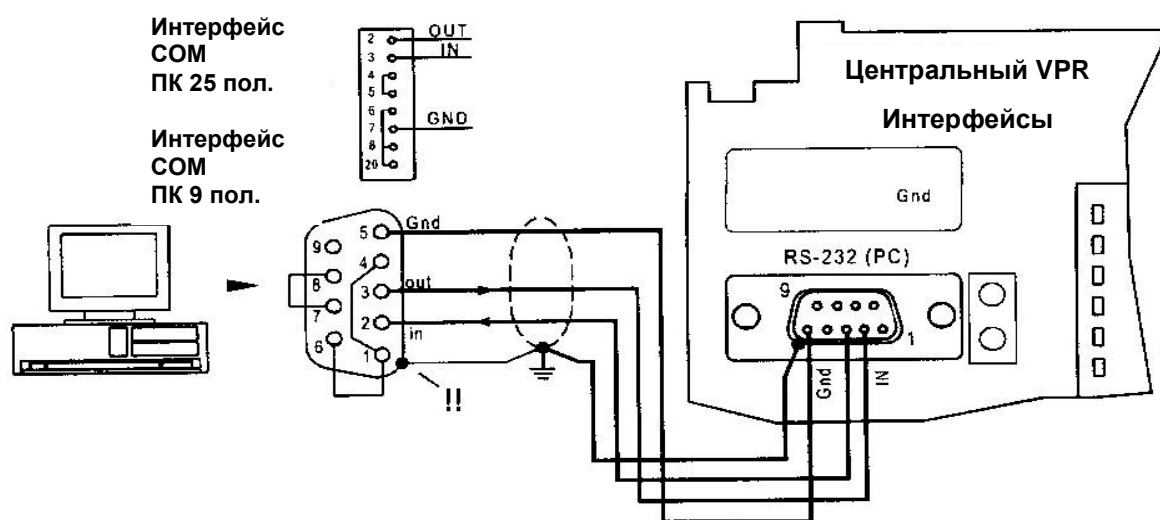 Интерфейс
COM
ПК 25 пол.
2 OUT
3 IN
4
5
6
7 GND
8
20
Интерфейс
COM
ПК 9 пол.
5 Gnd
9
4
8
3 out
7
2 in
6
1
!!
Центральный VPR
Интерфейсы
Gnd
RS-232 (PC)
9
1
Gnd
IN